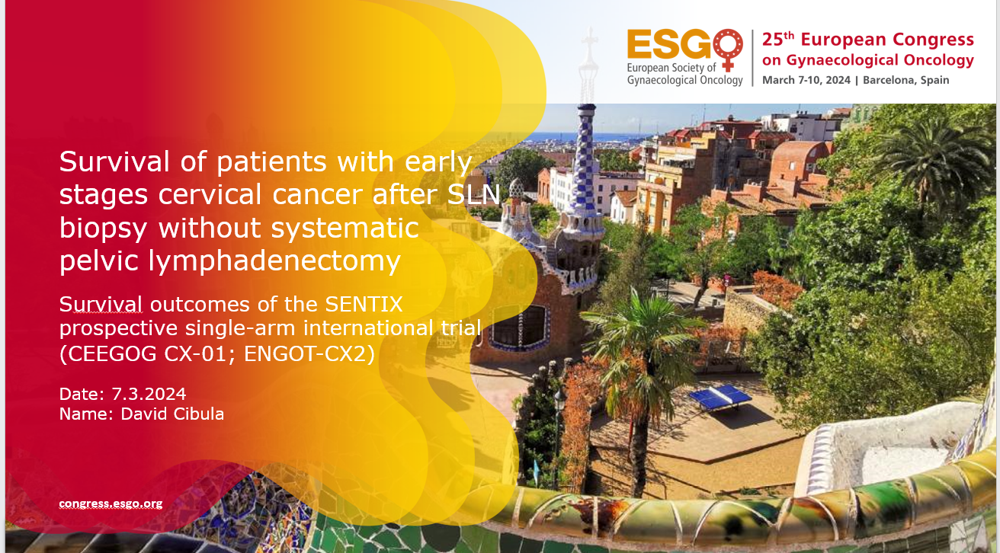 ESGO
European Society of
Gynaecological Oncology
25th European Congress
on Gynaecological Oncology
March 7-10, 2024 | Barcelona, Spain
Survival of patients with early
stages cervical cancer after SLN
biopsy without systematic
pelvic lymphadenectomy
Survival outcomes of the SENTIX
prospective single-arm international trial
(CEEGOG CX-01; ENGOT-CX2)
Date: 7.3.2024
Name: David Cibula
congress.esgo.org